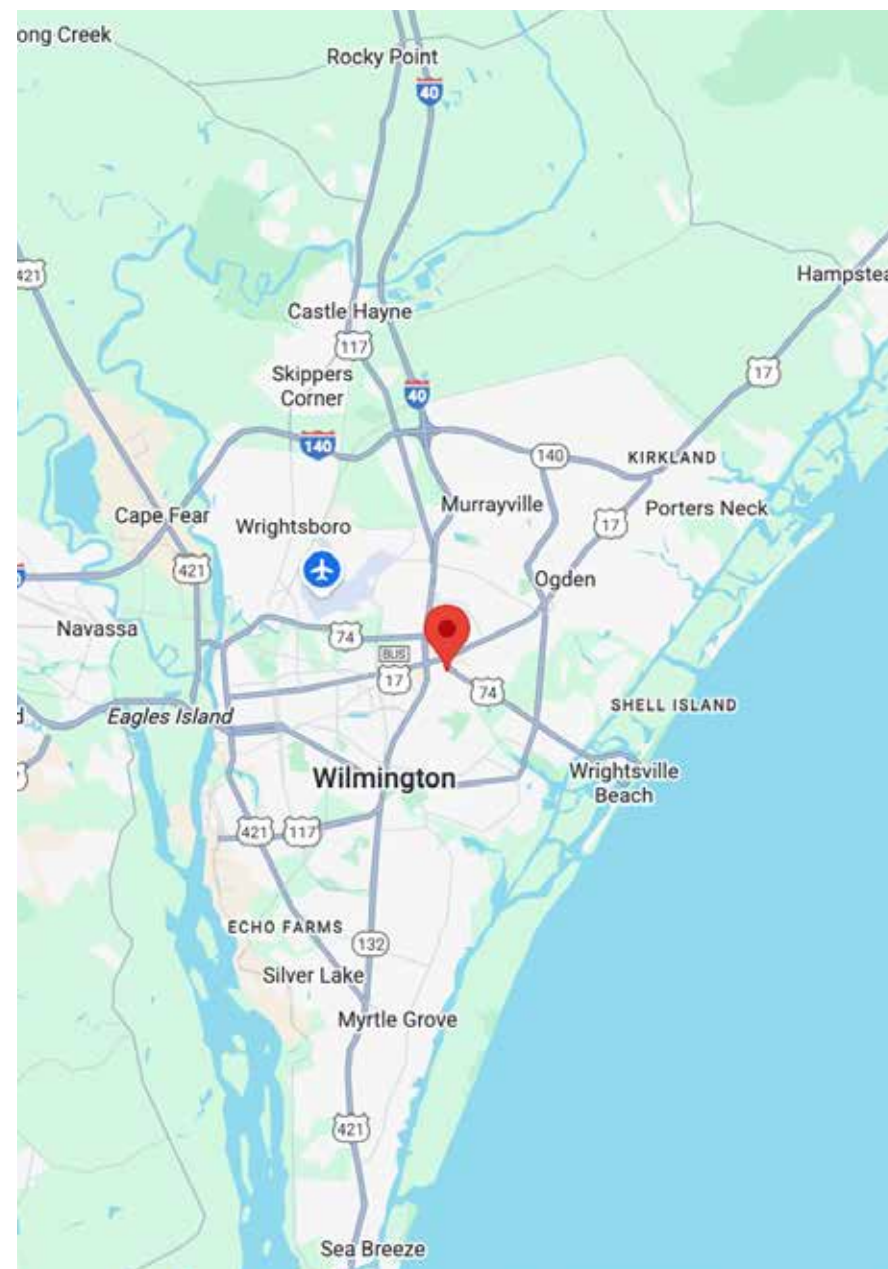 ong Creek
Rocky Point
40
421
Hampstea
Castle Hayne
117
17
Skippers
Corner
40
140
140
KIRKLAND
Murrayville
Porters Neck
17
Cape Fear
Wrightsboro
421
Ogden
Navassa
74
BUS
17
74
SHELL ISLAND
Eagles Island
Wrightsville
Beach
Wilmington
421
117
ECHO FARMS
132
Silver Lake
Myrtle Grove
421
Sea Breeze